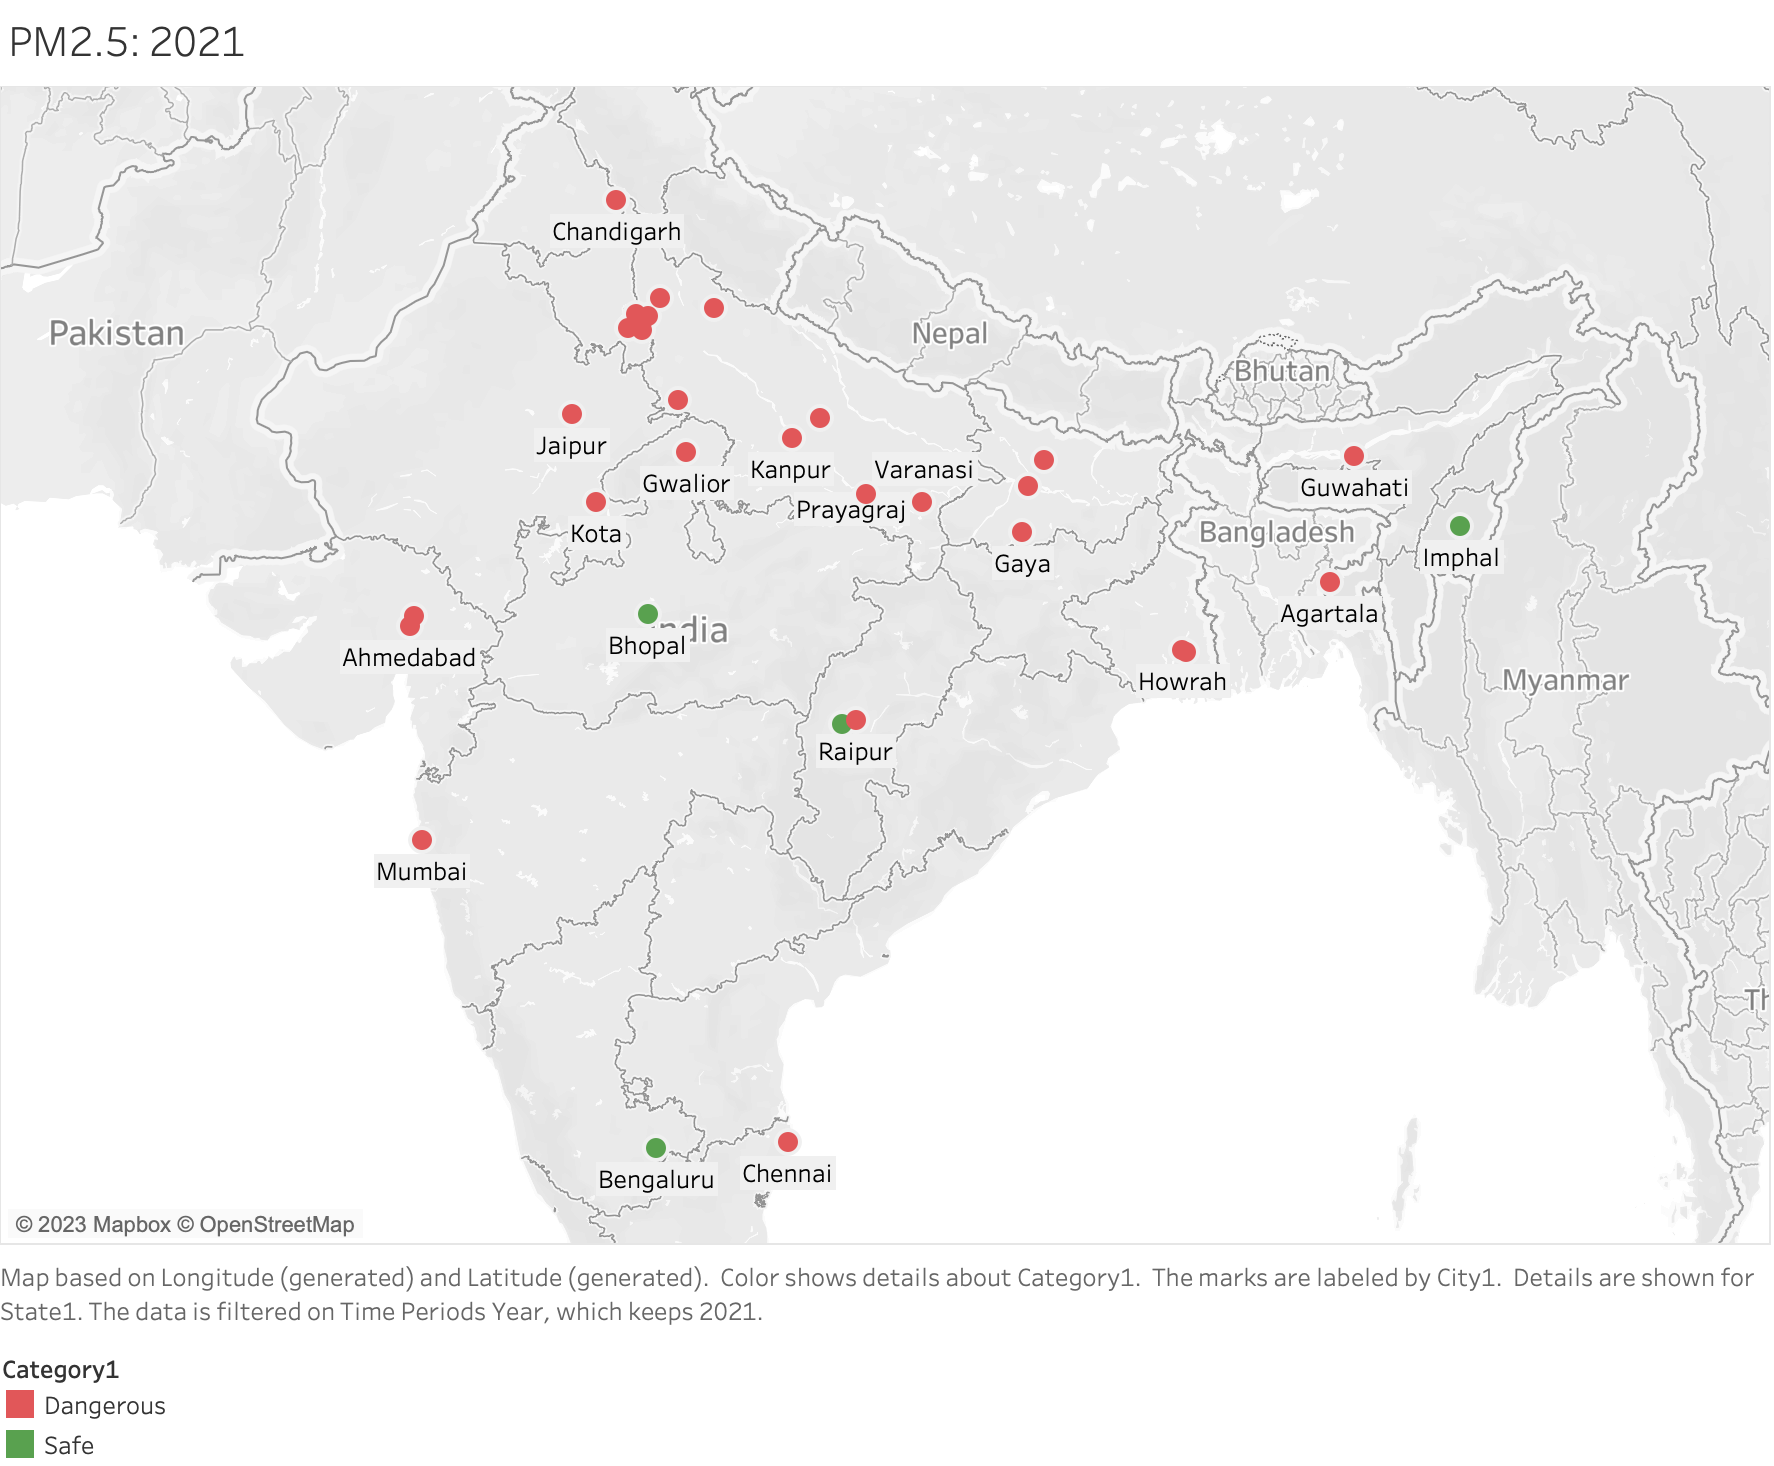 PM2.5: 2021
Chandigarh
Pakistan
Nepal
Bhutan
Jaipur
Gwalior
Kanpur
Varanasi
Guwahati
Prayagraj
Kota
Bangladesh
Gaya
Imphal
Agartala
Bhopal
Ahmedabad
Howrah
Myanmar
Raipur
Mumbai
Bengaluru
Chennai
© 2023 Mapbox © OpenStreetMap
Map based on Longitude (generated) and Latitude (generated).  Color shows details about Category1.  The marks are labeled by City1.  Details are shown for
State1. The data is filtered on Time Periods Year, which keeps 2021.
Category1
Dangerous
Safe